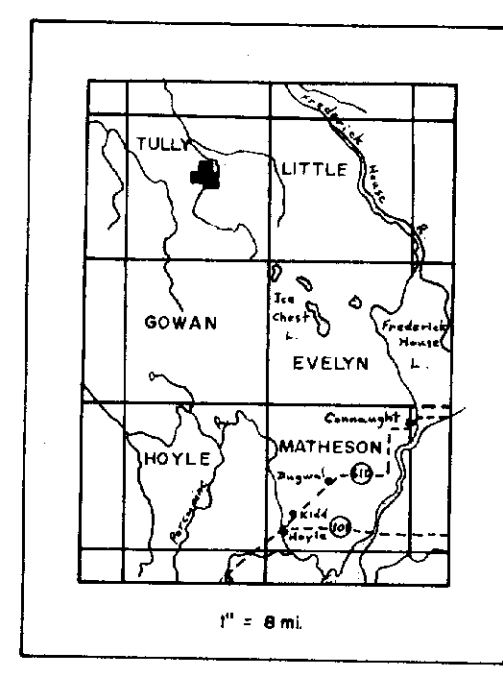 Frederick
House
R.
TULLY
LITTLE
Ice
Chest
L.
GOWAN
Frederick
House
L.
EVELYN
Connaught
HOYLE
MATHESON
Dugwal
610
Porcupine
Kidd
Hoyle
101
1" = 8 mi.